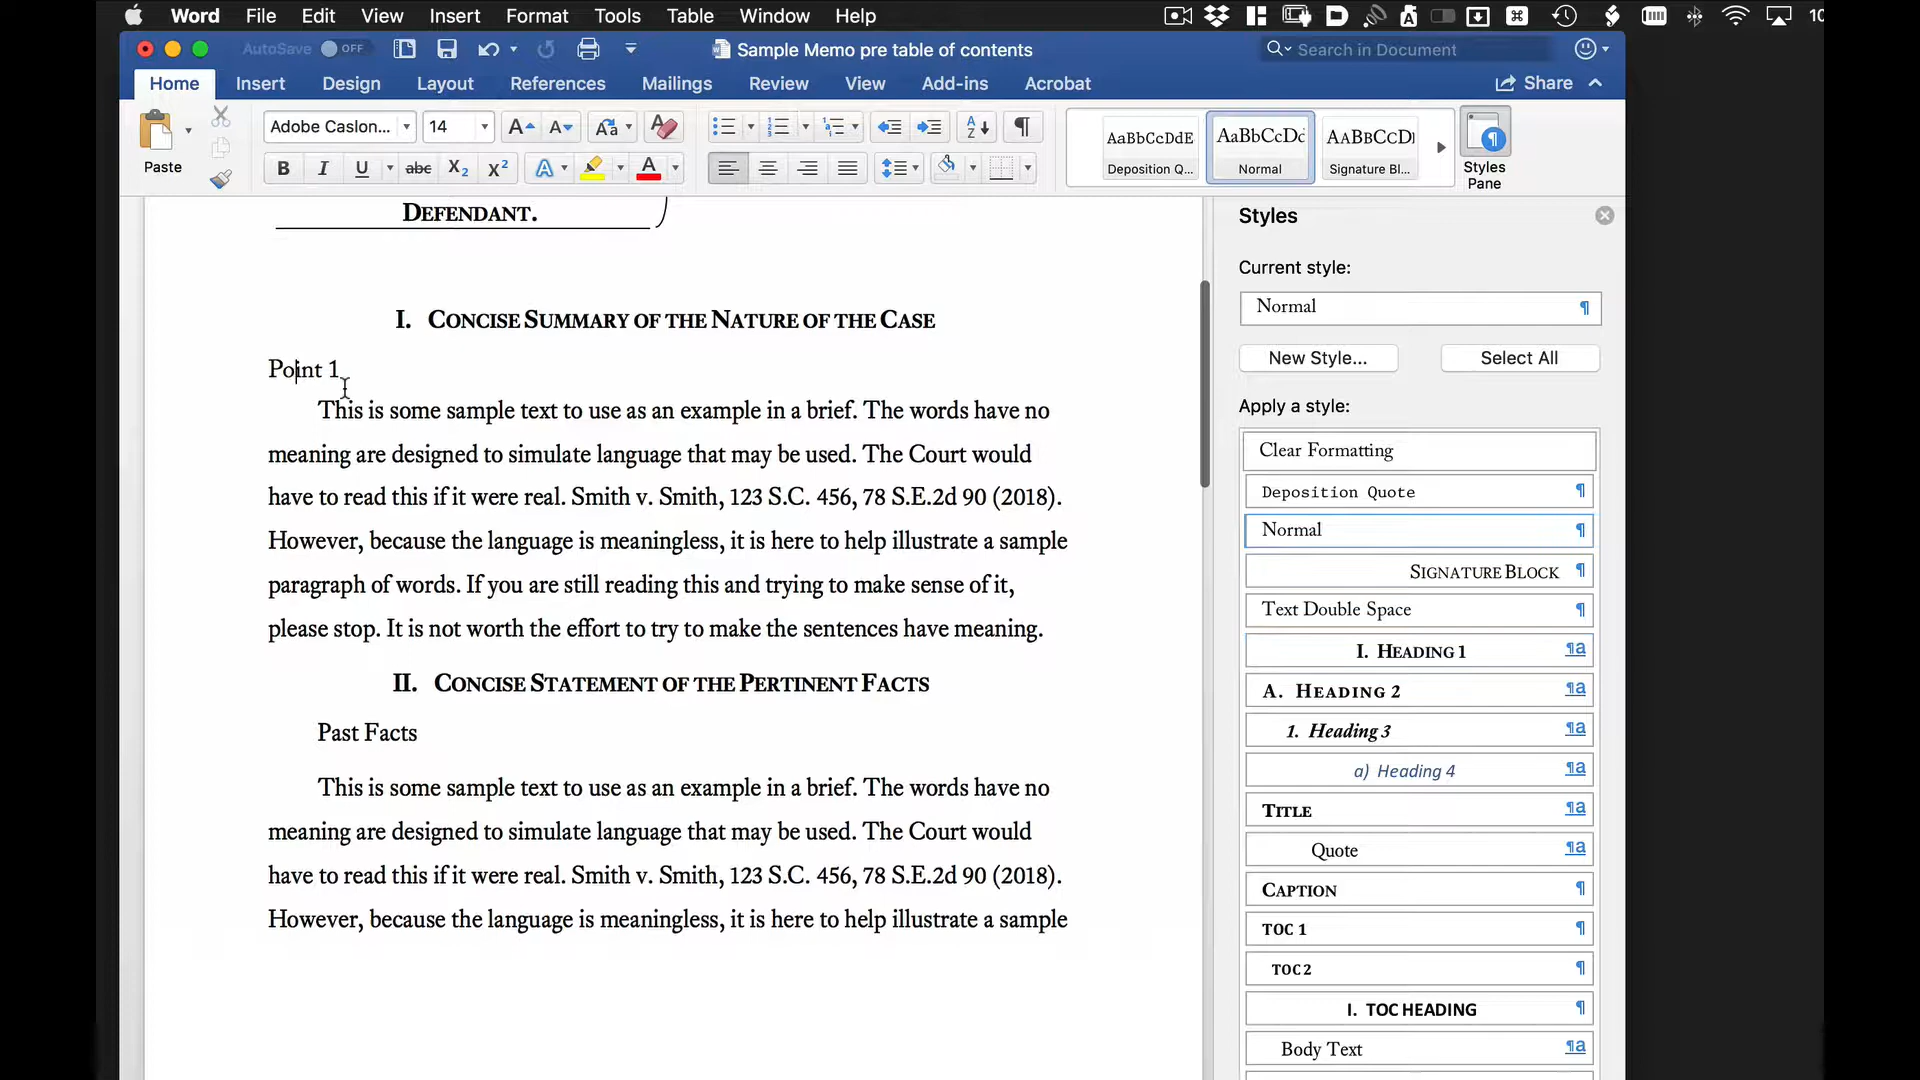 Word File Edit View Insert Format Tools Table Window Help 10
AutoSave OFF Sample Memo pre table of contents Search in Document
Home Insert Design Layout References Mailings Review View Add-ins Acrobat Share
Paste
Adobe Caslon... 14
B I U abc X2 X2 A A
AaBbCcDdE AaBbCcDc AaBbCcDI
Deposition Q... Normal Signature Bl...
Styles
Pane
DEFENDANT.
I. CONCISE SUMMARY OF THE NATURE OF THE CASE
Point 1
This is some sample text to use as an example in a brief. The words have no
meaning are designed to simulate language that may be used. The Court would
have to read this if it were real. Smith v. Smith, 123 S.C. 456, 78 S.E.2d 90 (2018).
However, because the language is meaningless, it is here to help illustrate a sample
paragraph of words. If you are still reading this and trying to make sense of it,
please stop. It is not worth the effort to try to make the sentences have meaning.
II. CONCISE STATEMENT OF THE PERTINENT FACTS
Past Facts
This is some sample text to use as an example in a brief. The words have no
meaning are designed to simulate language that may be used. The Court would
have to read this if it were real. Smith v. Smith, 123 S.C. 456, 78 S.E.2d 90 (2018).
However, because the language is meaningless, it is here to help illustrate a sample
Styles
Current style:
Normal ¶
New Style... Select All
Apply a style:
Clear Formatting
Deposition Quote ¶
Normal ¶
SIGNATURE BLOCK ¶
Text Double Space ¶
I. HEADING 1 ¶a
A. HEADING 2 ¶a
1. Heading 3 ¶a
a) Heading 4 ¶a
TITLE ¶a
Quote ¶a
CAPTION ¶
TOC 1 ¶
TOC 2 ¶
I. TOC HEADING ¶
Body Text ¶a